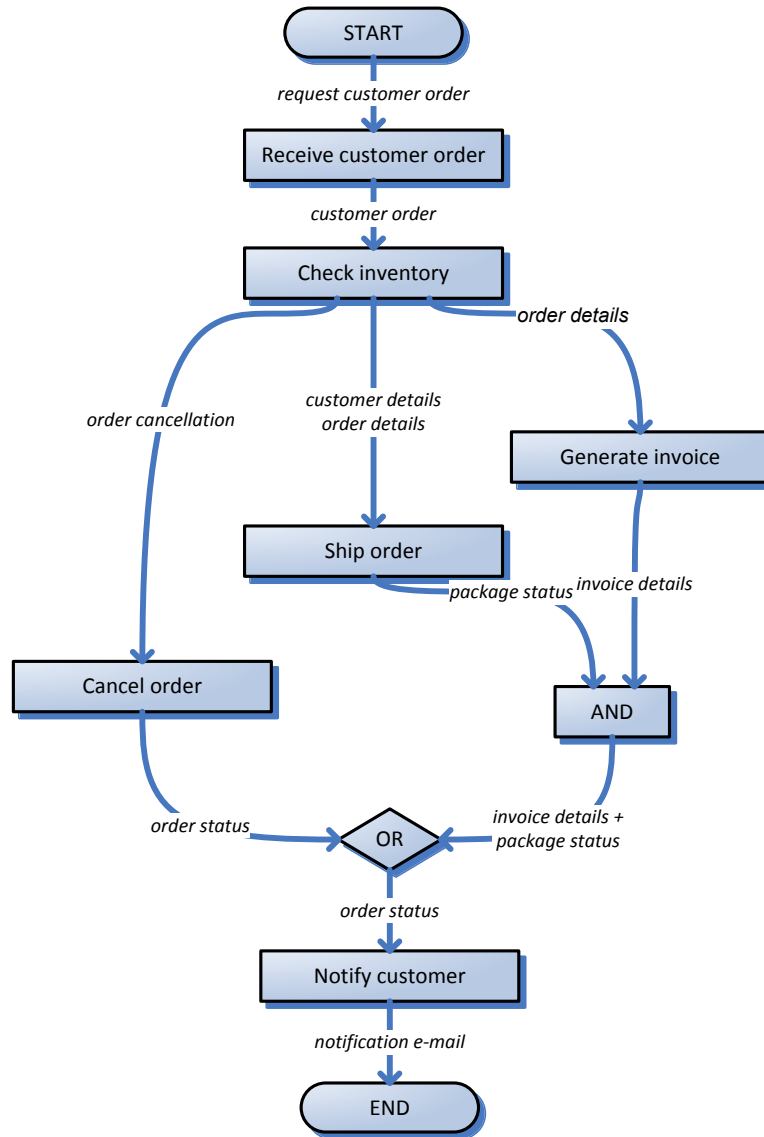 START
request customer order
Receive customer order
customer order
Check inventory
order details
customer details
order details
order cancellation
Generate invoice
Ship order
package status
invoice details
Cancel order
AND
order status
OR
invoice details +
package status
order status
Notify customer
notification e-mail
END